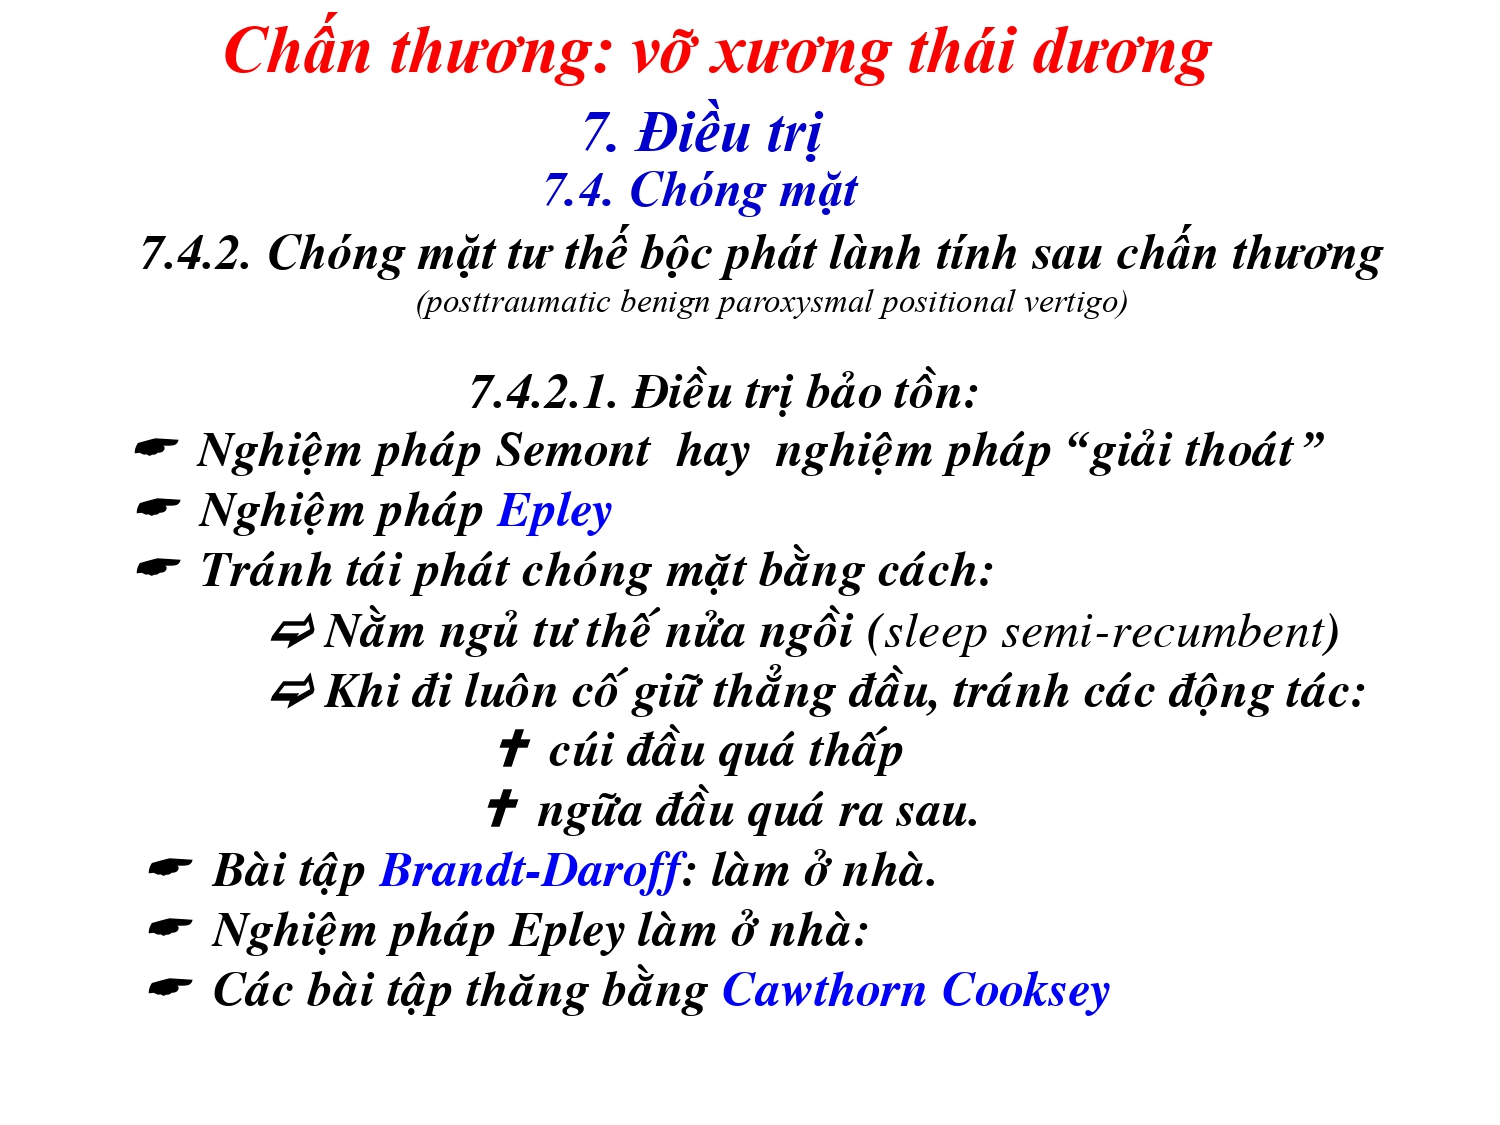 Chấn thương: vỡ xương thái dương
7. Điều trị
7.4. Chóng mặt
7.4.2. Chóng mặt tư thế bộc phát lành tính sau chấn thương
(posttraumatic benign paroxysmal positional vertigo)
7.4.2.1. Điều trị bảo tồn:
Nghiệm pháp Semont hay nghiệm pháp “giải thoát”
Nghiệm pháp Epley
Tránh tái phát chóng mặt bằng cách:
Nằm ngủ tư thế nửa ngồi (sleep semi-recumbent)
Khi đi luôn cố giữ thẳng đầu, tránh các động tác:
cúi đầu quá thấp
ngữa đầu quá ra sau.
Bài tập Brandt-Daroff: làm ở nhà.
Nghiệm pháp Epley làm ở nhà:
Các bài tập thăng bằng Cawthorn Cooksey